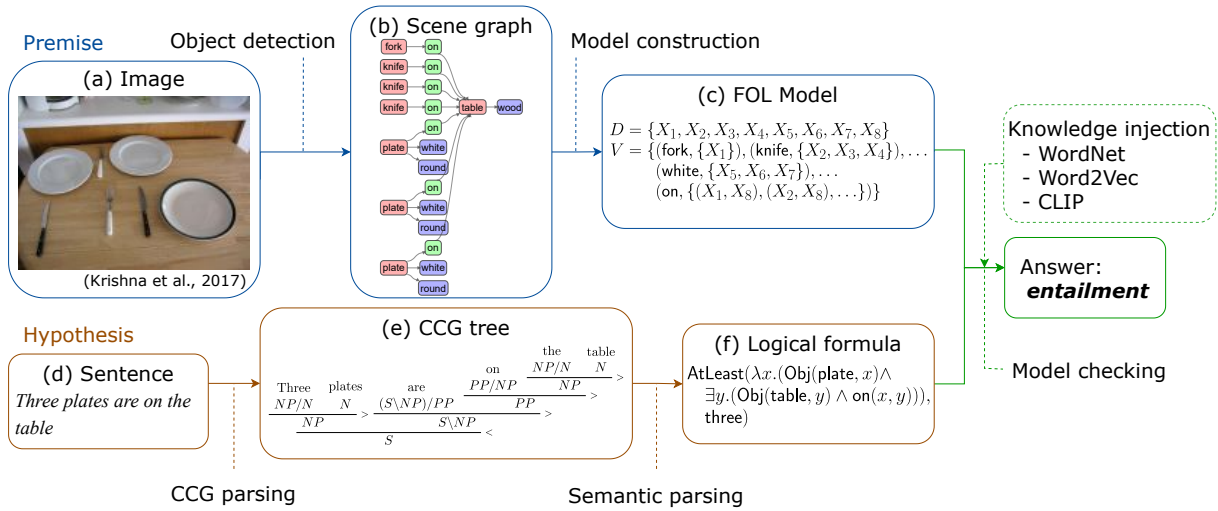 Premise
Object detection
(b) Scene graph
Model construction
(a) Image
(Krishna et al., 2017)
fork on
knife on
knife on
knife on table wood
on
plate white
round
on
plate white
round
on
plate white
round
(c) FOL Model
D = {X₁, X₂, X₃, X₄, X₅, X₆, X₇, X₈}
V = {(fork, {X₁}), (knife, {X₂, X₃, X₄}), ...
(white, {X₅, X₆, X₇}), ...
(on, {(X₁, X₈), (X₂, X₈), ...})}
Knowledge injection
- WordNet
- Word2Vec
- CLIP
Answer:
entailment
Model checking
Hypothesis
(d) Sentence
Three plates are on the
table
CCG parsing
(e) CCG tree
the table
on NP/N N
Three plates are PP/NP NP >
NP/N N (S\NP)/PP PP >
NP > S\NP >
S <
Semantic parsing
(f) Logical formula
AtLeast(λx.(Obj(plate, x)∧
∃y.(Obj(table, y) ∧ on(x, y))),
three)